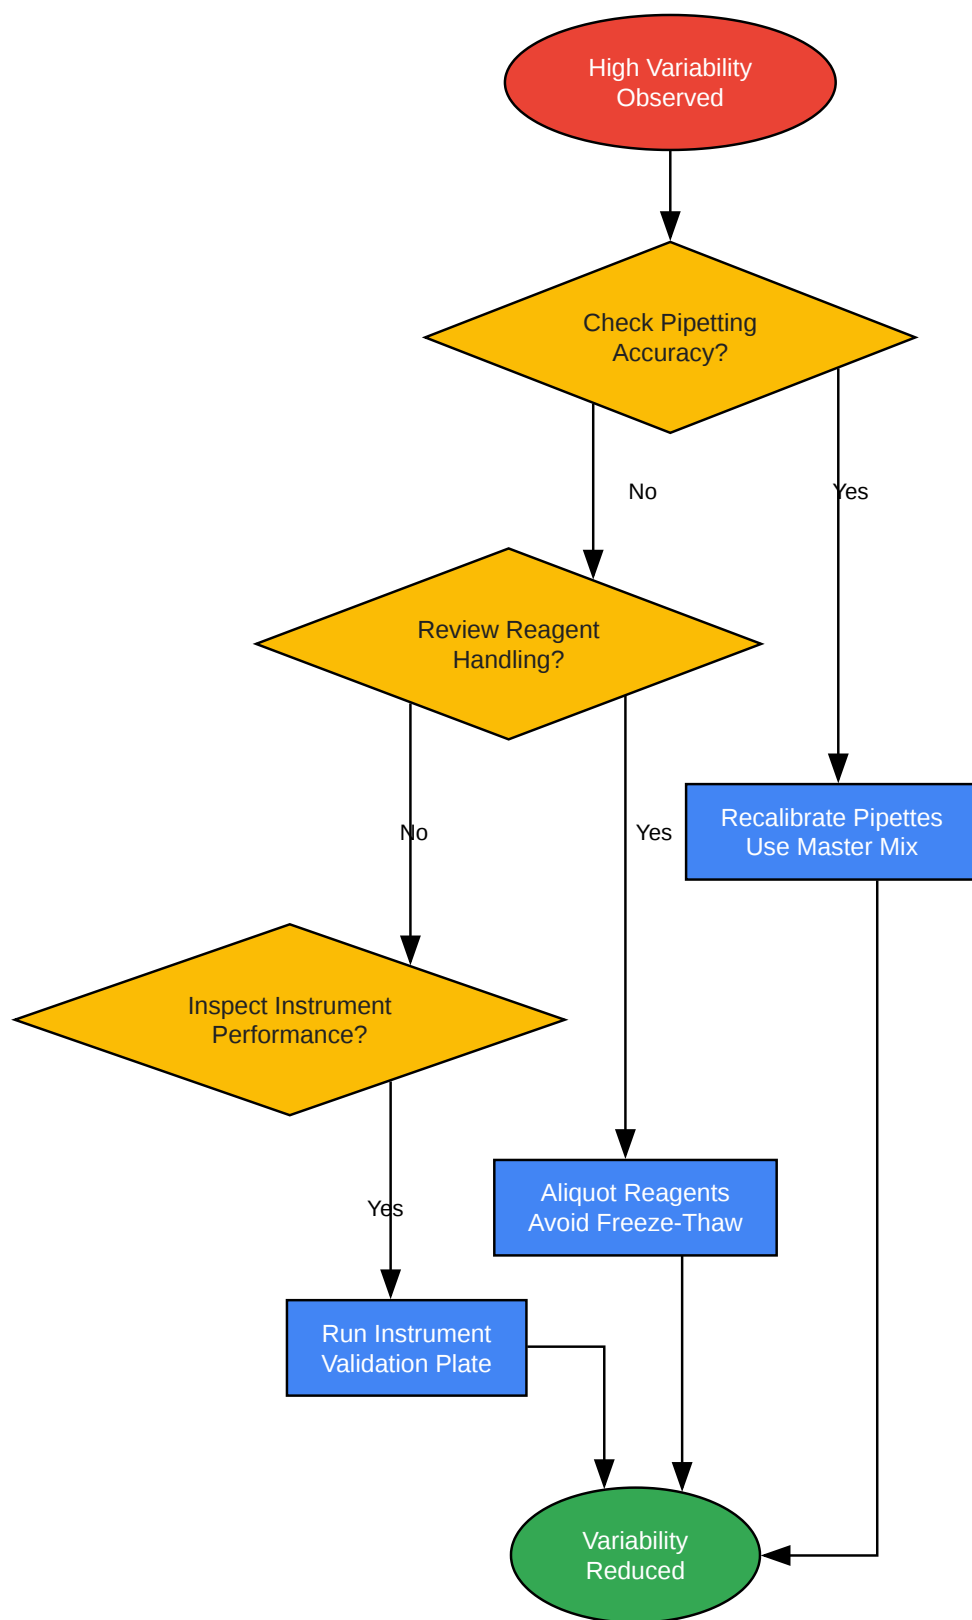 High Variability
Observed
Check Pipetting
Accuracy?
No
Yes
Review Reagent
Handling?
Recalibrate Pipettes
Use Master Mix
No
Yes
Inspect Instrument
Performance?
Aliquot Reagents
Avoid Freeze-Thaw
Yes
Run Instrument
Validation Plate
Variability
Reduced